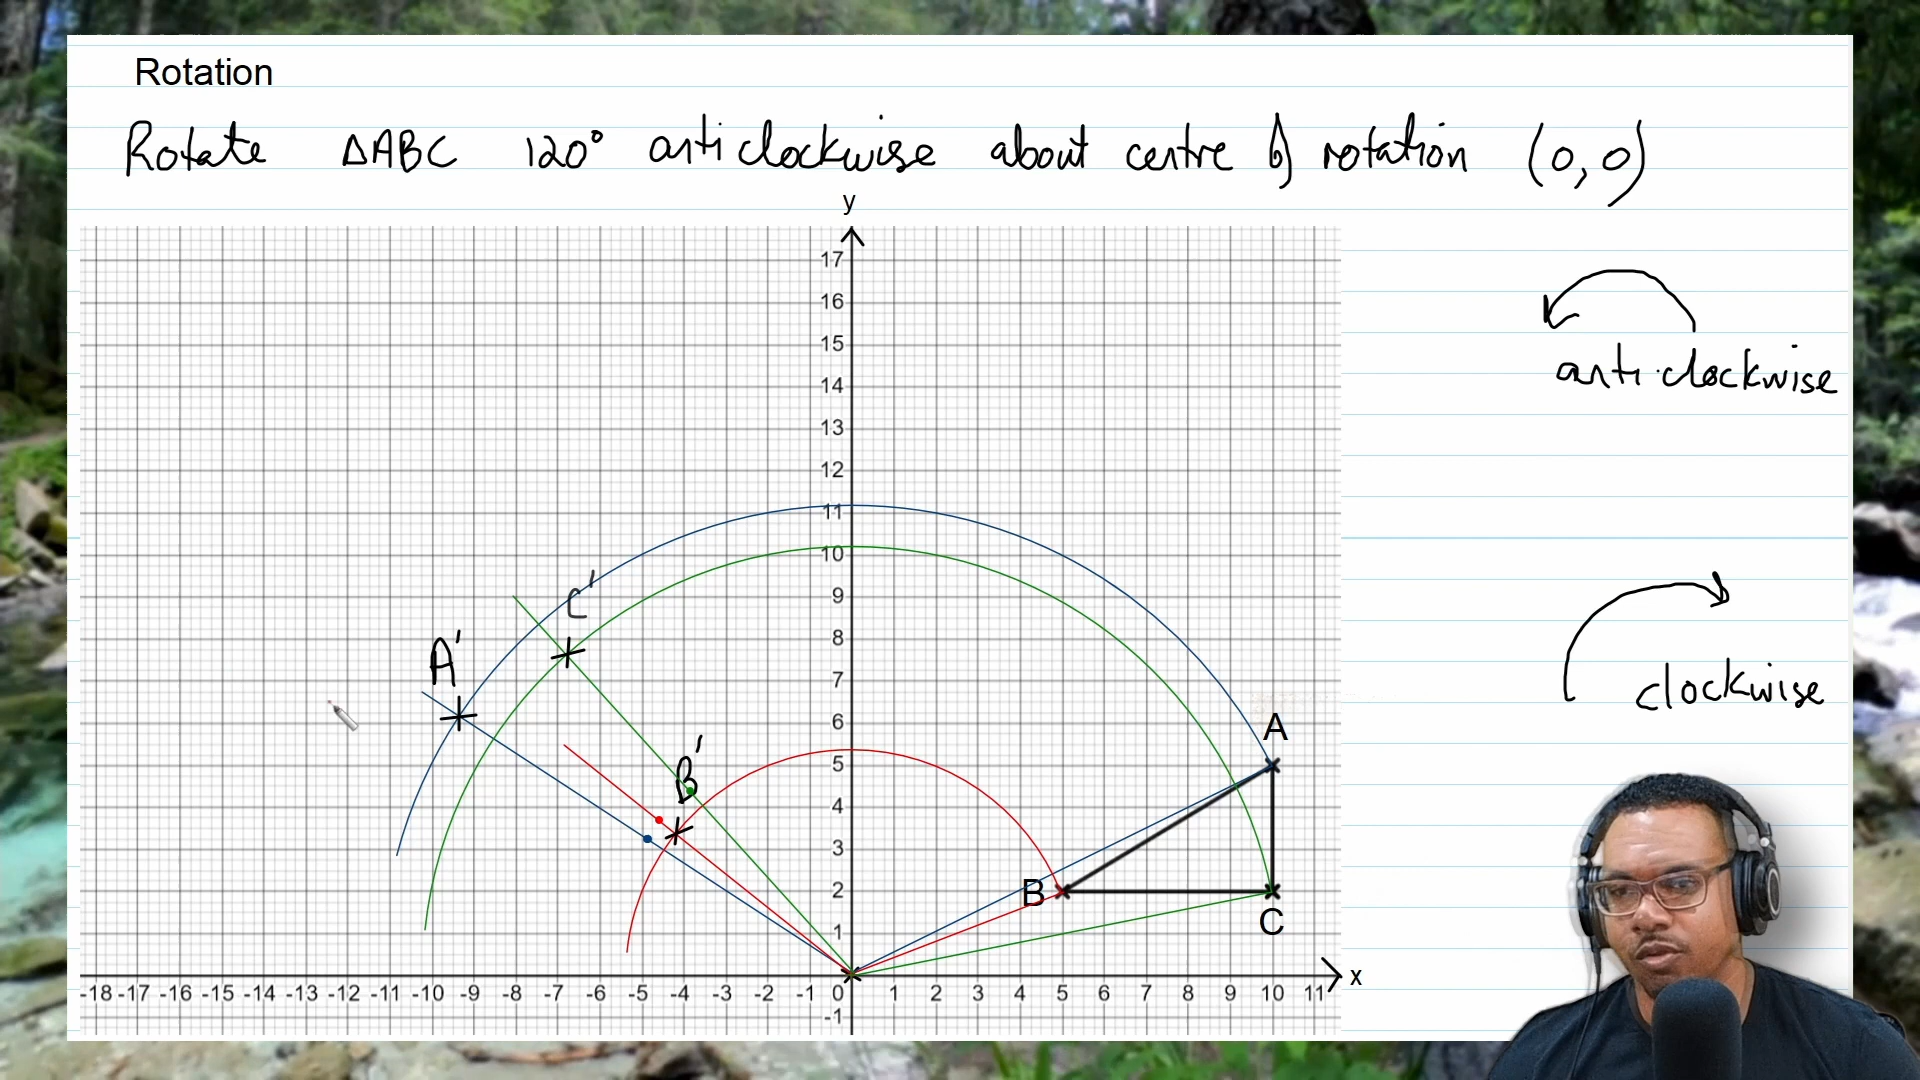 Rotation
Rotate ΔABC 120° anticlockwise about centre of rotation (0,0)
y
17
16
15
14
13
12
11
10
9
8
7
6
5
4
3
2
1
-1
anti-clockwise
C'
A'
B'
clockwise
A
B
C
x
-18 -17 -16 -15 -14 -13 -12 -11 -10 -9 -8 -7 -6 -5 -4 -3 -2 -1 0 1 2 3 4 5 6 7 8 9 10 11